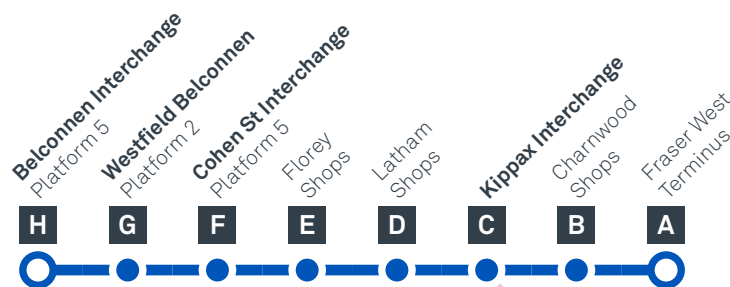 Belconnen Interchange
Platform 5
Westfield Belconnen
Platform 2
Cohen St Interchange
Platform 5
Florey
Shops
Latham
Shops
Kippax Interchange
Charnwood
Shops
Fraser West
Terminus
H
G
F
E
D
C
B
A